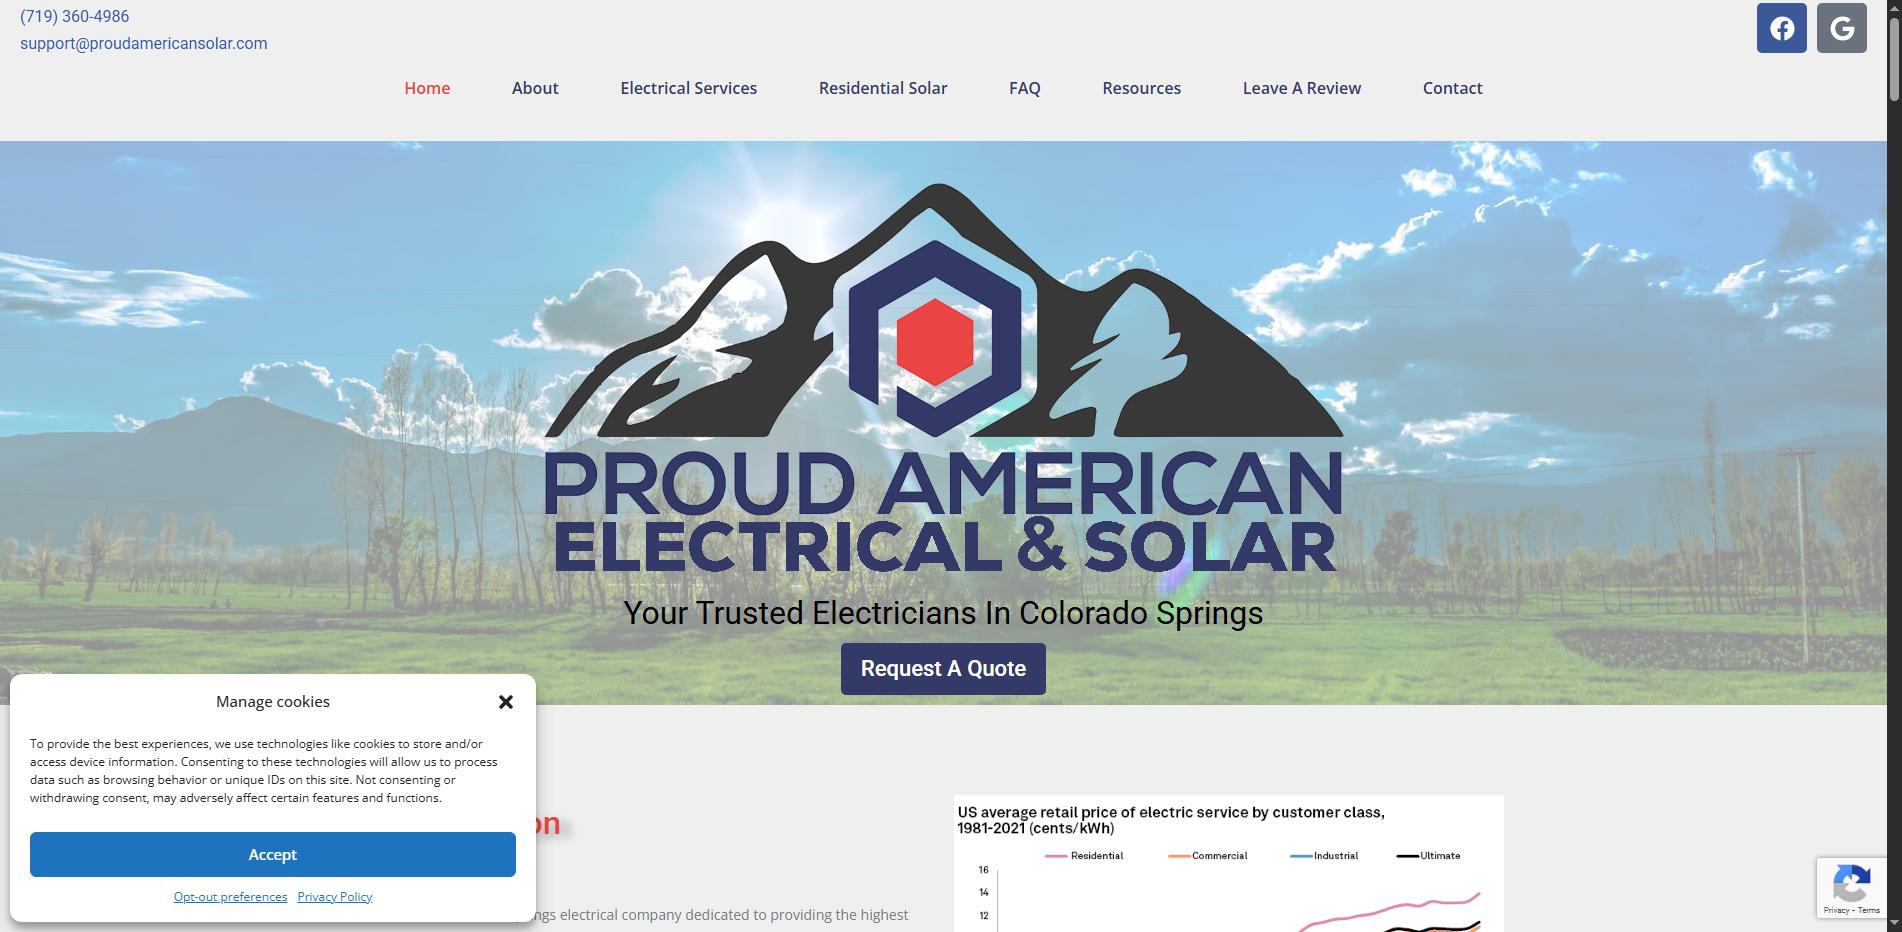 (719) 360-4986
support@proudamericansolar.com
Home About Electrical Services Residential Solar FAQ Resources Leave A Review Contact
PROUD AMERICAN
ELECTRICAL & SOLAR
Your Trusted Electricians In Colorado Springs
Request A Quote
Manage cookies
To provide the best experiences, we use technologies like cookies to store and/or
access device information. Consenting to these technologies will allow us to process
data such as browsing behavior or unique IDs on this site. Not consenting or
withdrawing consent, may adversely affect certain features and functions.
Accept
Opt-out preferences Privacy Policy
electrical company dedicated to providing the highest
US average retail price of electric service by customer class,
1981-2021 (cents/kWh)
Residential Commercial Industrial Ultimate
16
14
12
Privacy - Terms